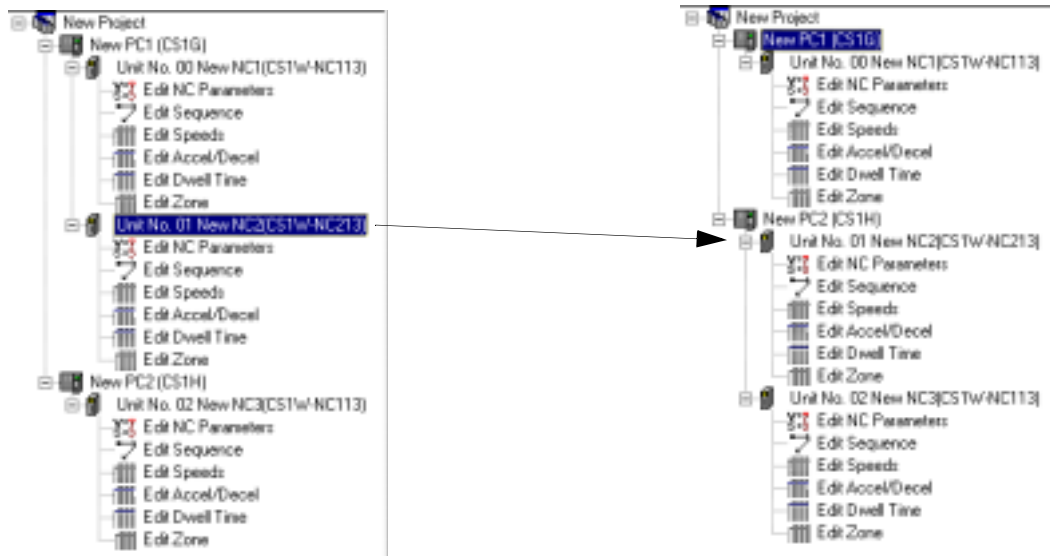 New Project
New PC1 (CS1G)
Unit No. 00 New NC1(CS1W-NC113)
Edit NC Parameters
Edit Sequence
Edit Speeds
Edit Accel/Decel
Edit Dwell Time
Edit Zone
Unit No. 01 New NC2(CS1W-NC213)
Edit NC Parameters
Edit Sequence
Edit Speeds
Edit Accel/Decel
Edit Dwell Time
Edit Zone
New PC2 (CS1H)
Unit No. 02 New NC3(CS1W-NC113)
Edit NC Parameters
Edit Sequence
Edit Speeds
Edit Accel/Decel
Edit Dwell Time
Edit Zone
New Project
New PC1 (CS1G)
Unit No. 00 New NC1(CS1W-NC113)
Edit NC Parameters
Edit Sequence
Edit Speeds
Edit Accel/Decel
Edit Dwell Time
Edit Zone
New PC2 (CS1H)
Unit No. 01 New NC2(CS1W-NC213)
Edit NC Parameters
Edit Sequence
Edit Speeds
Edit Accel/Decel
Edit Dwell Time
Edit Zone
Unit No. 02 New NC3(CS1W-NC113)
Edit NC Parameters
Edit Sequence
Edit Speeds
Edit Accel/Decel
Edit Dwell Time
Edit Zone